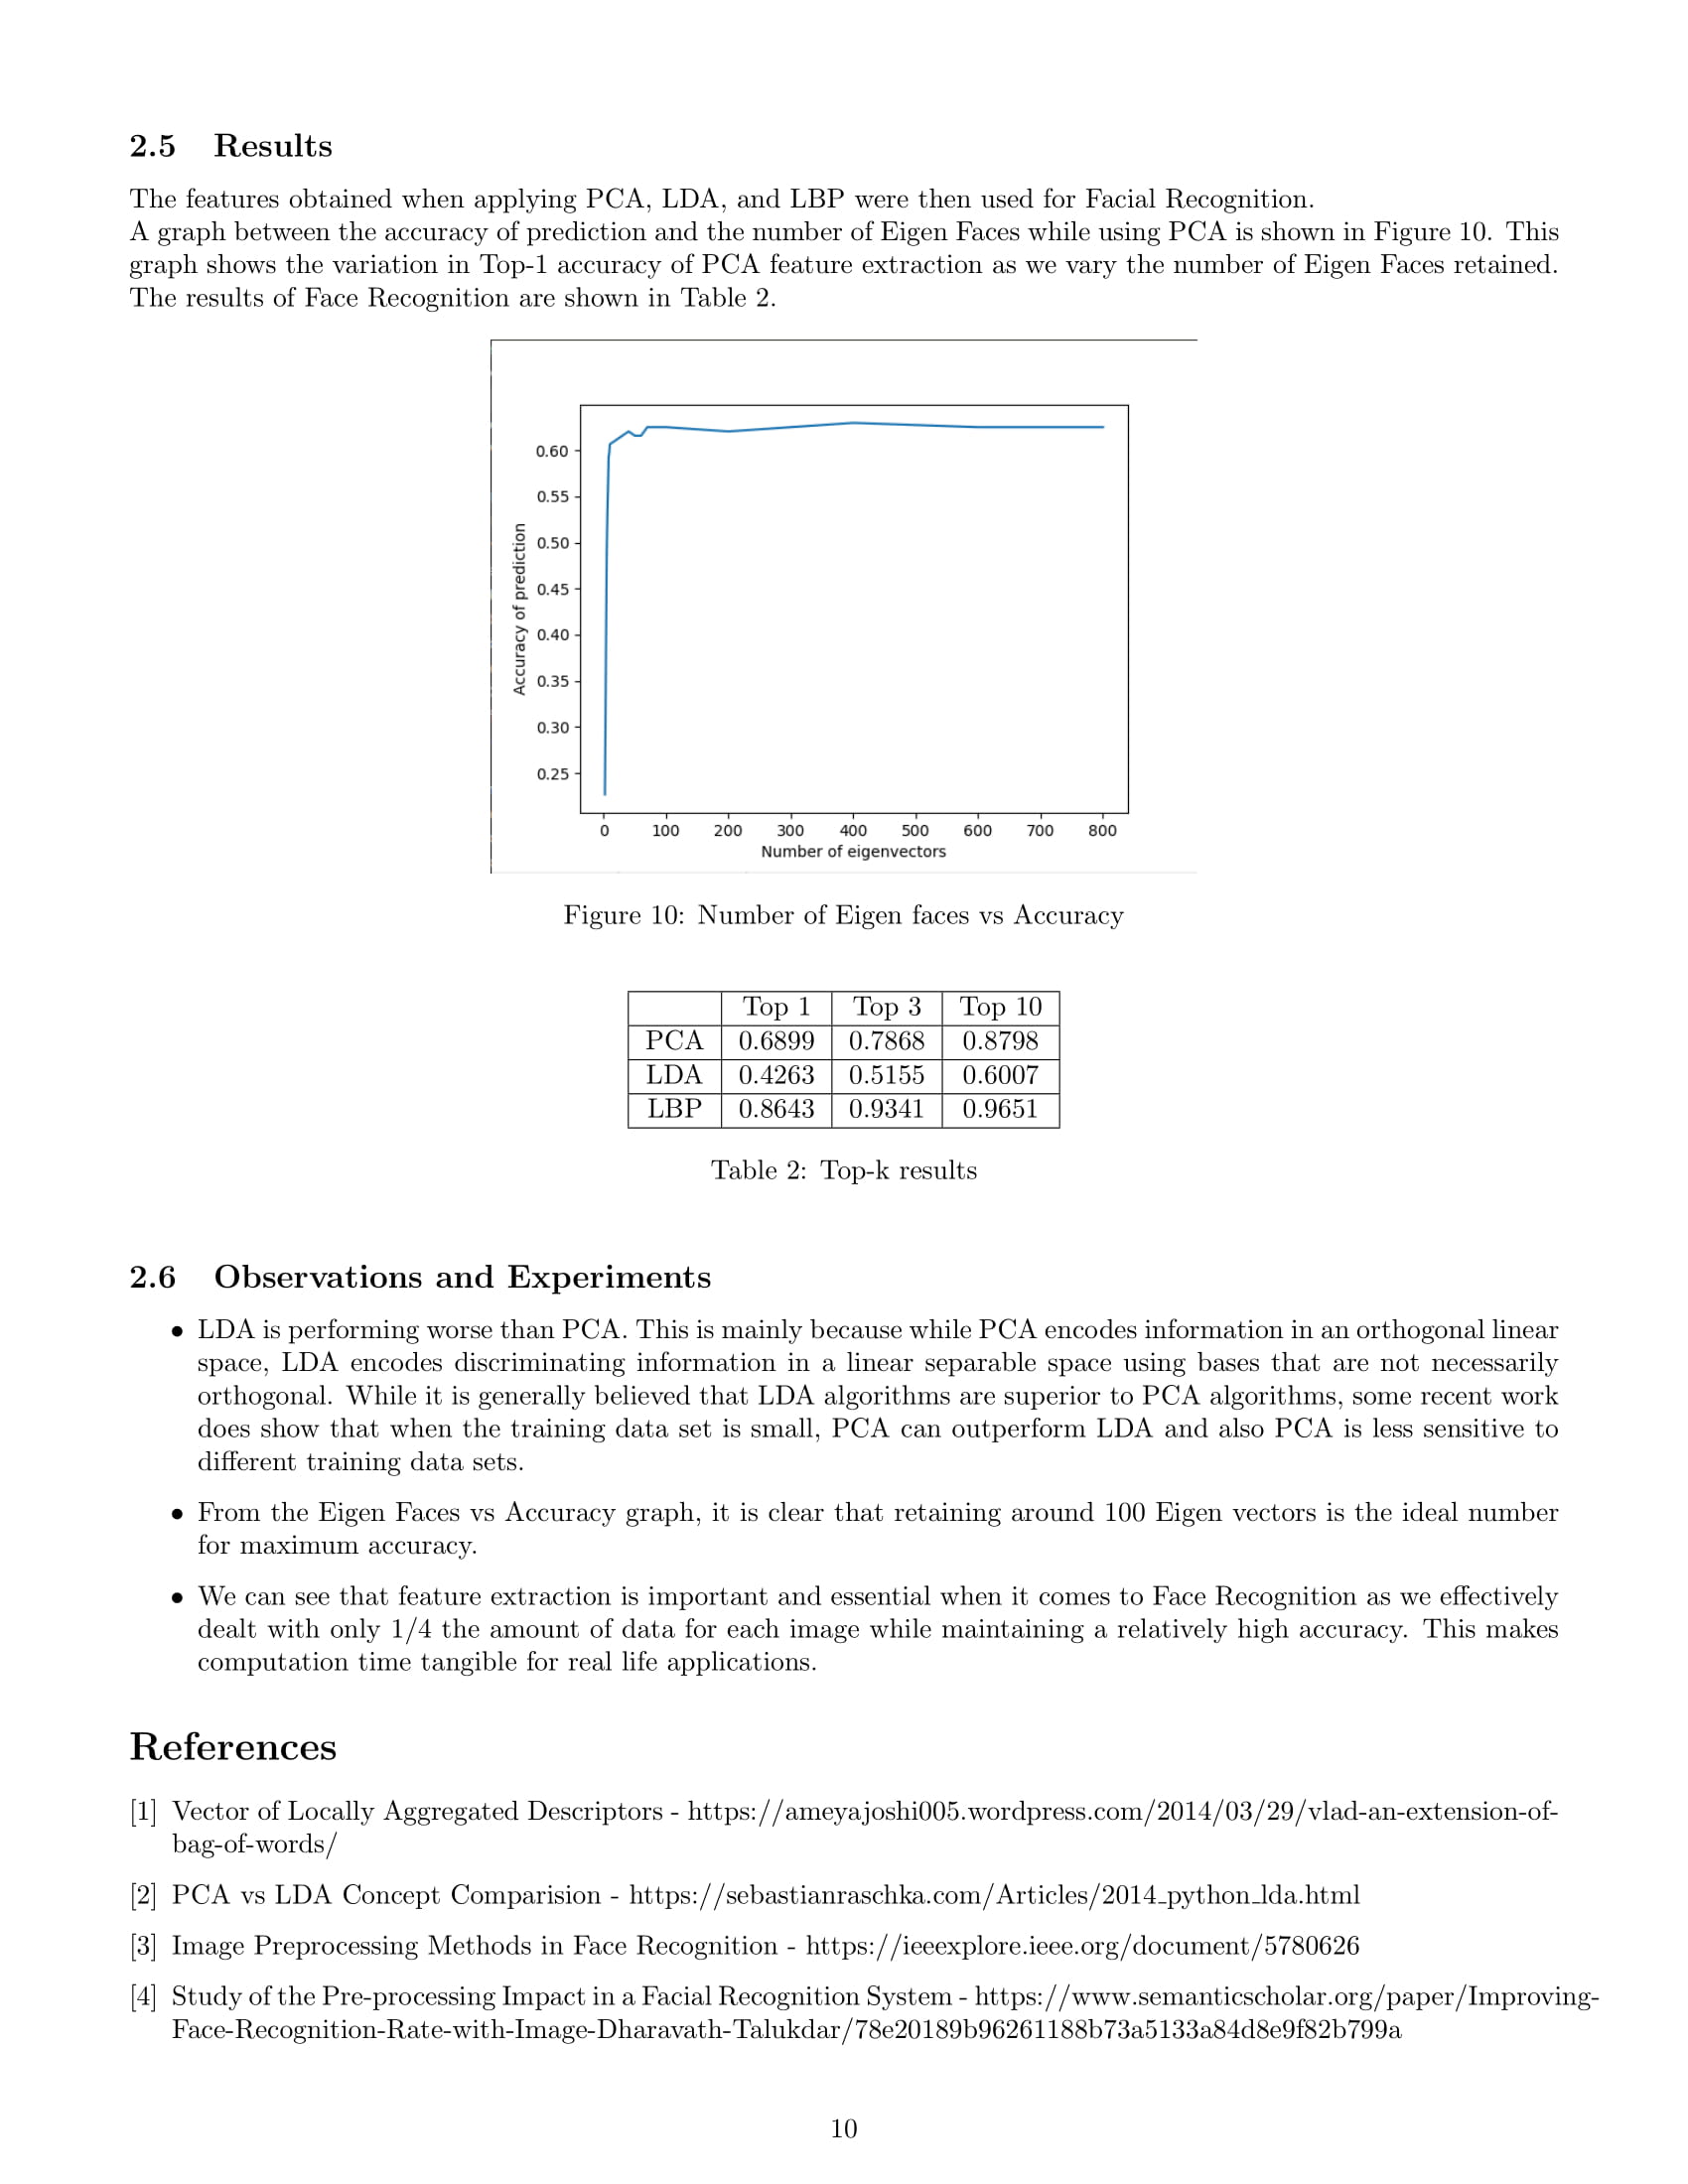 2.5 Results
The features obtained when applying PCA, LDA, and LBP were then used for Facial Recognition.
A graph between the accuracy of prediction and the number of Eigen Faces while using PCA is shown in Figure 10. This
graph shows the variation in Top-1 accuracy of PCA feature extraction as we vary the number of Eigen Faces retained.
The results of Face Recognition are shown in Table 2.
0.60
0.55
0.50
0.45
0.40
0.35
0.30
0.25
Accuracy of prediction
0 100 200 300 400 500 600 700 800
Number of eigenvectors
Figure 10: Number of Eigen faces vs Accuracy
Top 1 Top 3 Top 10
PCA 0.6899 0.7868 0.8798
LDA 0.4263 0.5155 0.6007
LBP 0.8643 0.9341 0.9651
Table 2: Top-k results
2.6 Observations and Experiments
• LDA is performing worse than PCA. This is mainly because while PCA encodes information in an orthogonal linear
space, LDA encodes discriminating information in a linear separable space using bases that are not necessarily
orthogonal. While it is generally believed that LDA algorithms are superior to PCA algorithms, some recent work
does show that when the training data set is small, PCA can outperform LDA and also PCA is less sensitive to
different training data sets.
• From the Eigen Faces vs Accuracy graph, it is clear that retaining around 100 Eigen vectors is the ideal number
for maximum accuracy.
• We can see that feature extraction is important and essential when it comes to Face Recognition as we effectively
dealt with only 1/4 the amount of data for each image while maintaining a relatively high accuracy. This makes
computation time tangible for real life applications.
References
[1] Vector of Locally Aggregated Descriptors - https://ameyajoshi005.wordpress.com/2014/03/29/vlad-an-extension-of-
bag-of-words/
[2] PCA vs LDA Concept Comparision - https://sebastianraschka.com/Articles/2014_python_lda.html
[3] Image Preprocessing Methods in Face Recognition - https://ieeexplore.ieee.org/document/5780626
[4] Study of the Pre-processing Impact in a Facial Recognition System - https://www.semanticscholar.org/paper/Improving-
Face-Recognition-Rate-with-Image-Dharavath-Talukdar/78e20189b96261188b73a5133a84d8e9f82b799a
10